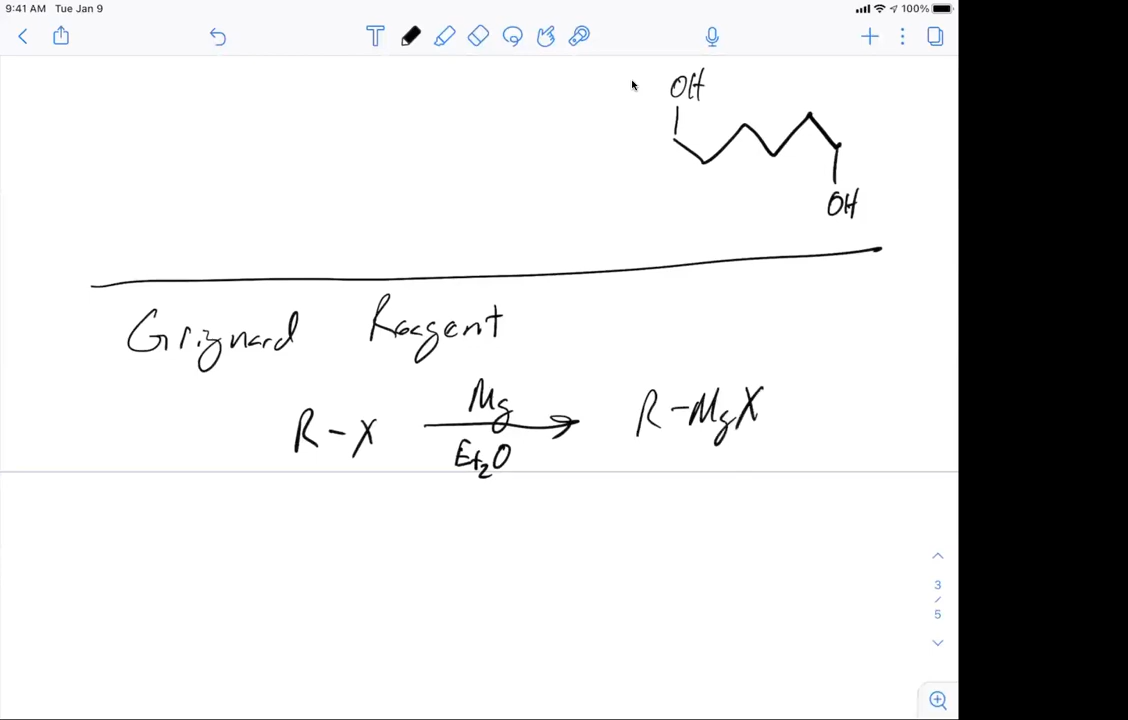 9:41 AM Tue Jan 9
100%
T
OH
OH
Grignard Reagent
Mg
R-X R-MgX
Et₂O
3
/
5